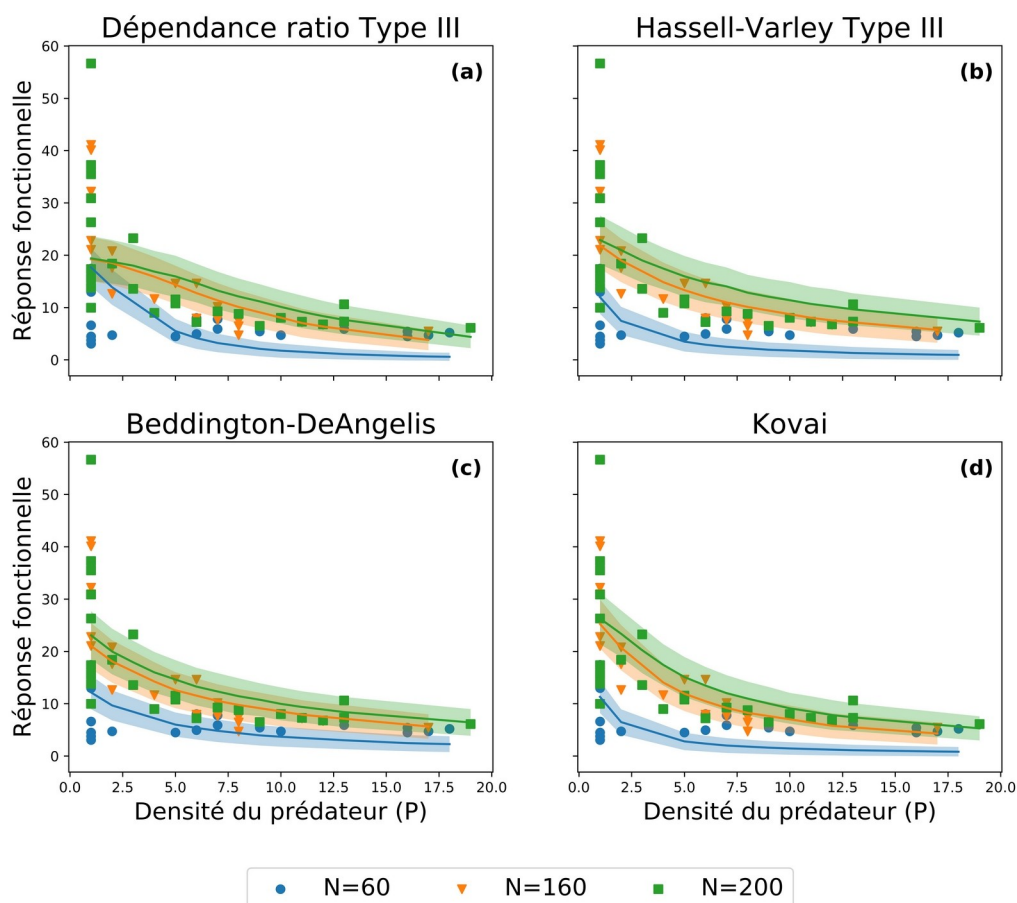 Dépendance ratio Type III
Hassell-Varley Type III
Réponse fonctionnelle
60
50
40
30
20
10
0
(a)
(b)
Beddington-DeAngelis
Kovai
Réponse fonctionnelle
60
50
40
30
20
10
0
(c)
(d)
0.0 2.5 5.0 7.5 10.0 12.5 15.0 17.5 20.0
0.0 2.5 5.0 7.5 10.0 12.5 15.0 17.5 20.0
Densité du prédateur (P)
Densité du prédateur (P)
N=60 N=160 N=200